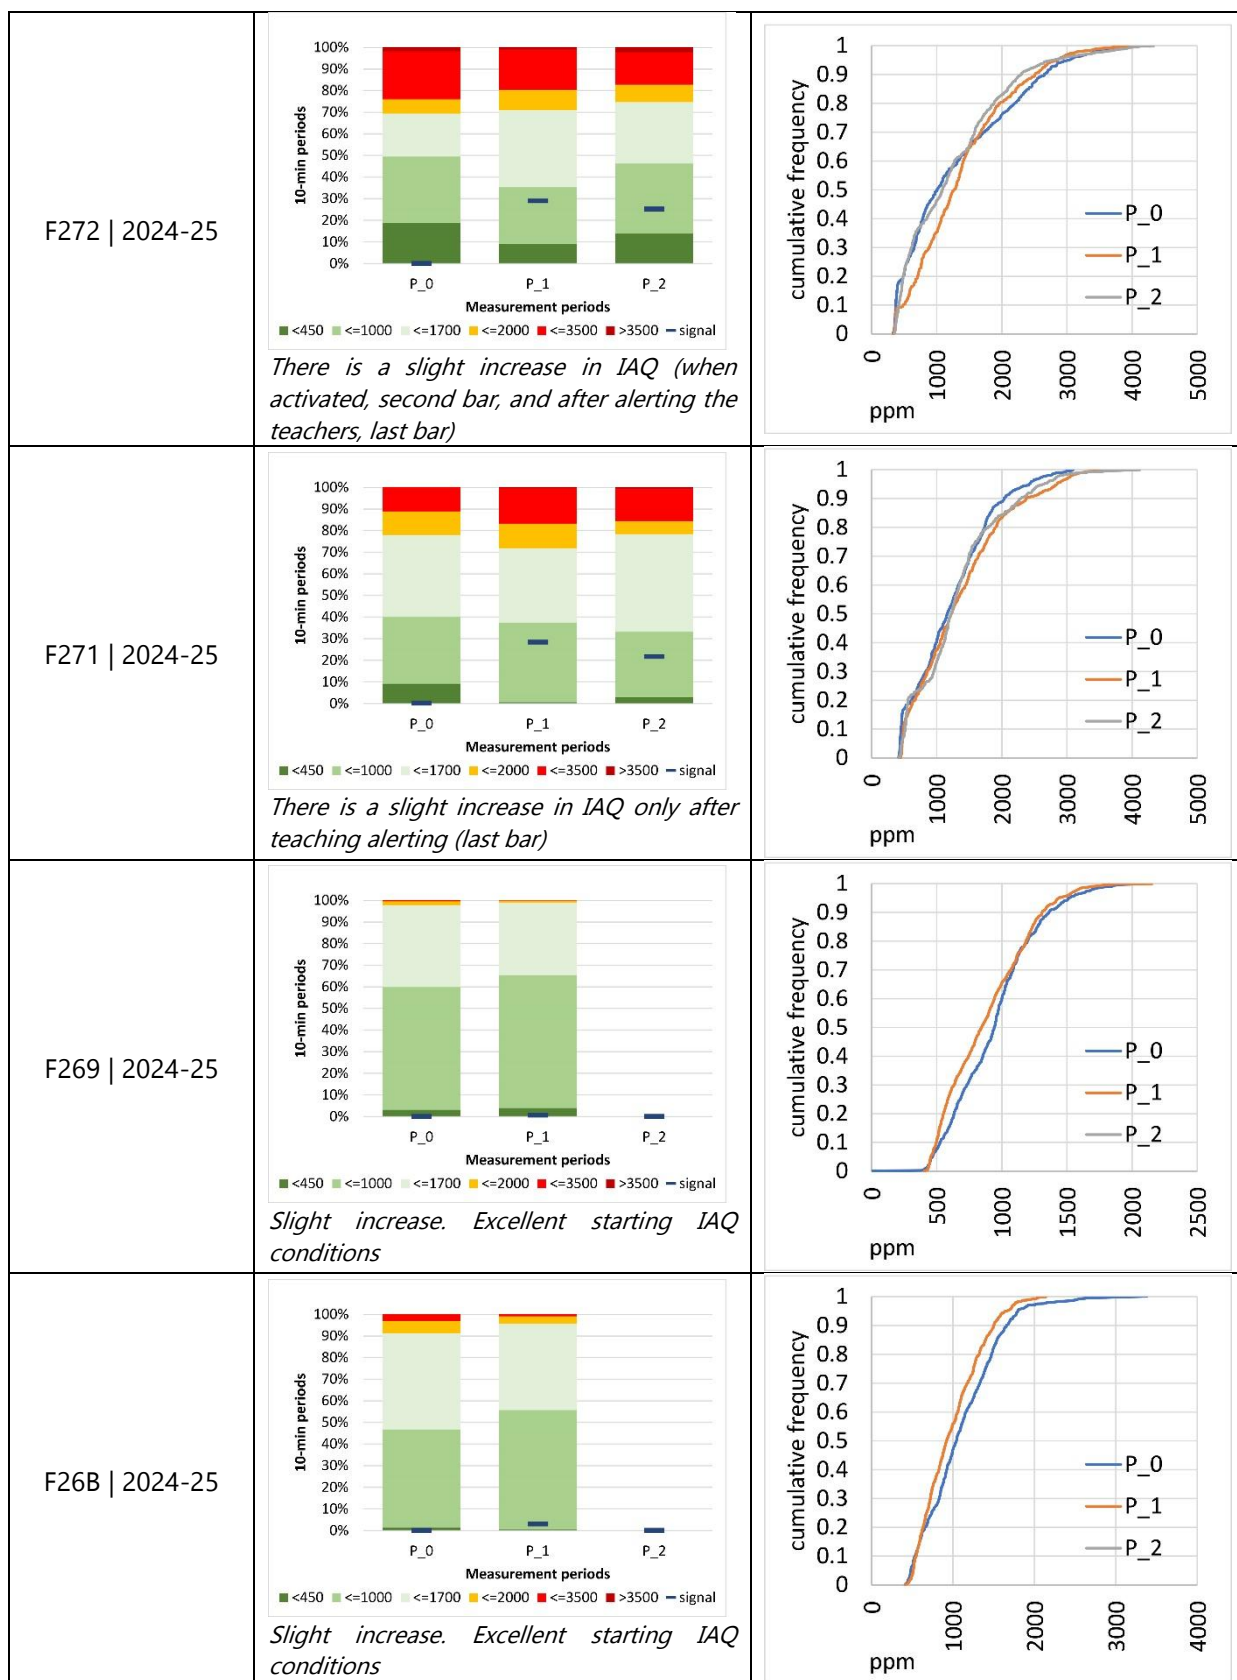 F272 | 2024-25
100%
90%
80%
70%
60%
50%
40%
30%
20%
10%
0%
10-min periods
P_0 P_1 P_2
Measurement periods
<450 <=1000 <=1700 <=2000 <=3500 >3500 signal
There is a slight increase in IAQ (when
activated, second bar, and after alerting the
teachers, last bar)
1
0.9
0.8
0.7
0.6
0.5
0.4
0.3
0.2
0.1
0
cumulative frequency
P_0
P_1
P_2
0 1000 2000 3000 4000 5000
ppm
F271 | 2024-25
100%
90%
80%
70%
60%
50%
40%
30%
20%
10%
0%
10-min periods
P_0 P_1 P_2
Measurement periods
<450 <=1000 <=1700 <=2000 <=3500 >3500 signal
There is a slight increase in IAQ only after
teaching alerting (last bar)
1
0.9
0.8
0.7
0.6
0.5
0.4
0.3
0.2
0.1
0
cumulative frequency
P_0
P_1
P_2
0 1000 2000 3000 4000 5000
ppm
F269 | 2024-25
100%
90%
80%
70%
60%
50%
40%
30%
20%
10%
0%
10-min periods
P_0 P_1 P_2
Measurement periods
<450 <=1000 <=1700 <=2000 <=3500 >3500 signal
Slight increase. Excellent starting IAQ
conditions
1
0.9
0.8
0.7
0.6
0.5
0.4
0.3
0.2
0.1
0
cumulative frequency
P_0
P_1
P_2
0 500 1000 1500 2000 2500
ppm
F26B | 2024-25
100%
90%
80%
70%
60%
50%
40%
30%
20%
10%
0%
10-min periods
P_0 P_1 P_2
Measurement periods
<450 <=1000 <=1700 <=2000 <=3500 >3500 signal
Slight increase. Excellent starting IAQ
conditions
1
0.9
0.8
0.7
0.6
0.5
0.4
0.3
0.2
0.1
0
cumulative frequency
P_0
P_1
P_2
0 1000 2000 3000 4000
ppm